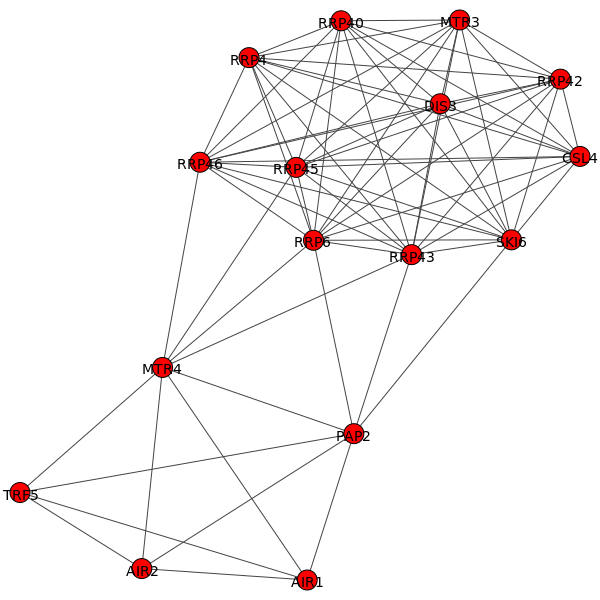 RRP40
MTR3
RRP4
RRP42
DIS3
CSL4
RRP46
RRP45
RRP6
SKI6
RRP43
MTR4
PAP2
TRF5
AIR2
AIR1